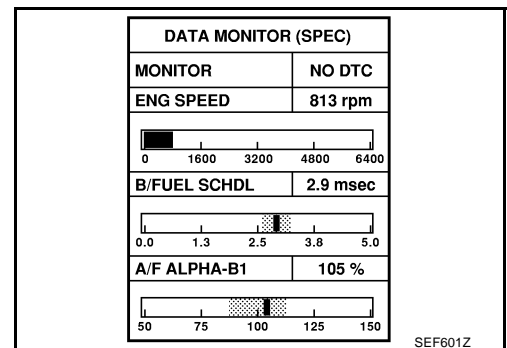 DATA MONITOR (SPEC)
MONITOR NO DTC
ENG SPEED 813 rpm
0 1600 3200 4800 6400
B/FUEL SCHDL 2.9 msec
0.0 1.3 2.5 3.8 5.0
A/F ALPHA-B1 105 %
50 75 100 125 150
SEF601Z